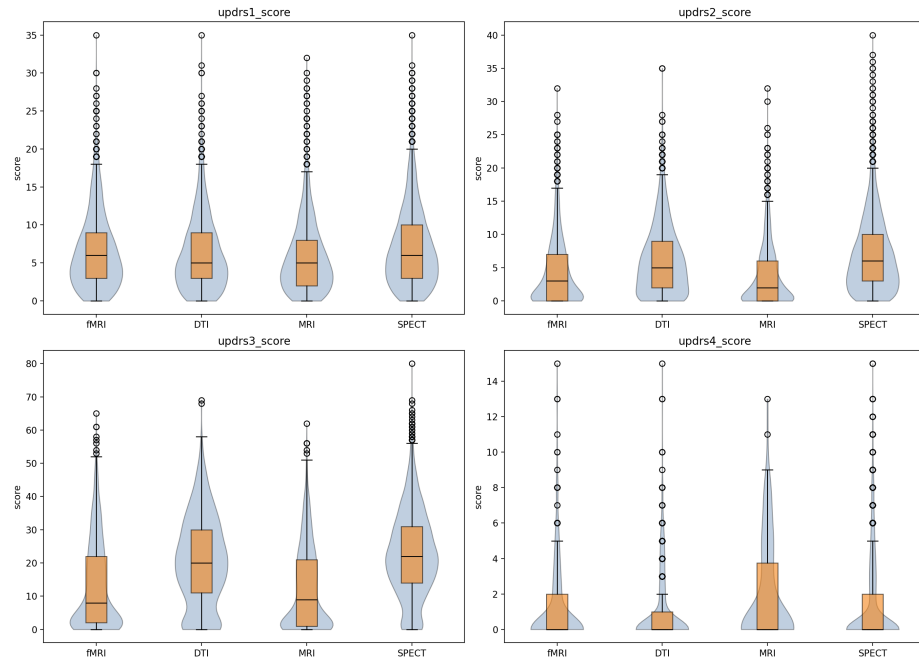 updrs1_score
score
35
30
25
20
15
10
5
0
fMRI
DTI
MRI
SPECT
updrs2_score
score
40
35
30
25
20
15
10
5
0
fMRI
DTI
MRI
SPECT
updrs3_score
score
80
70
60
50
40
30
20
10
0
fMRI
DTI
MRI
SPECT
updrs4_score
score
14
12
10
8
6
4
2
0
fMRI
DTI
MRI
SPECT